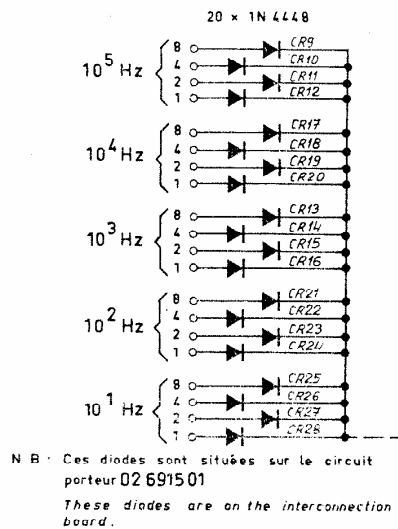 20 × 1N 4448
10⁵ Hz
8 CR9
4 CR10
2 CR11
1 CR12
10⁴ Hz
8 CR17
4 CR18
2 CR19
1 CR20
10³ Hz
8 CR13
4 CR14
2 CR15
1 CR16
10² Hz
8 CR21
4 CR22
2 CR23
1 CR24
10¹ Hz
8 CR25
4 CR26
2 CR27
1 CR28
N B : Ces diodes sont situées sur le circuit
porteur 02 6915 01
These diodes are on the interconnection
board.